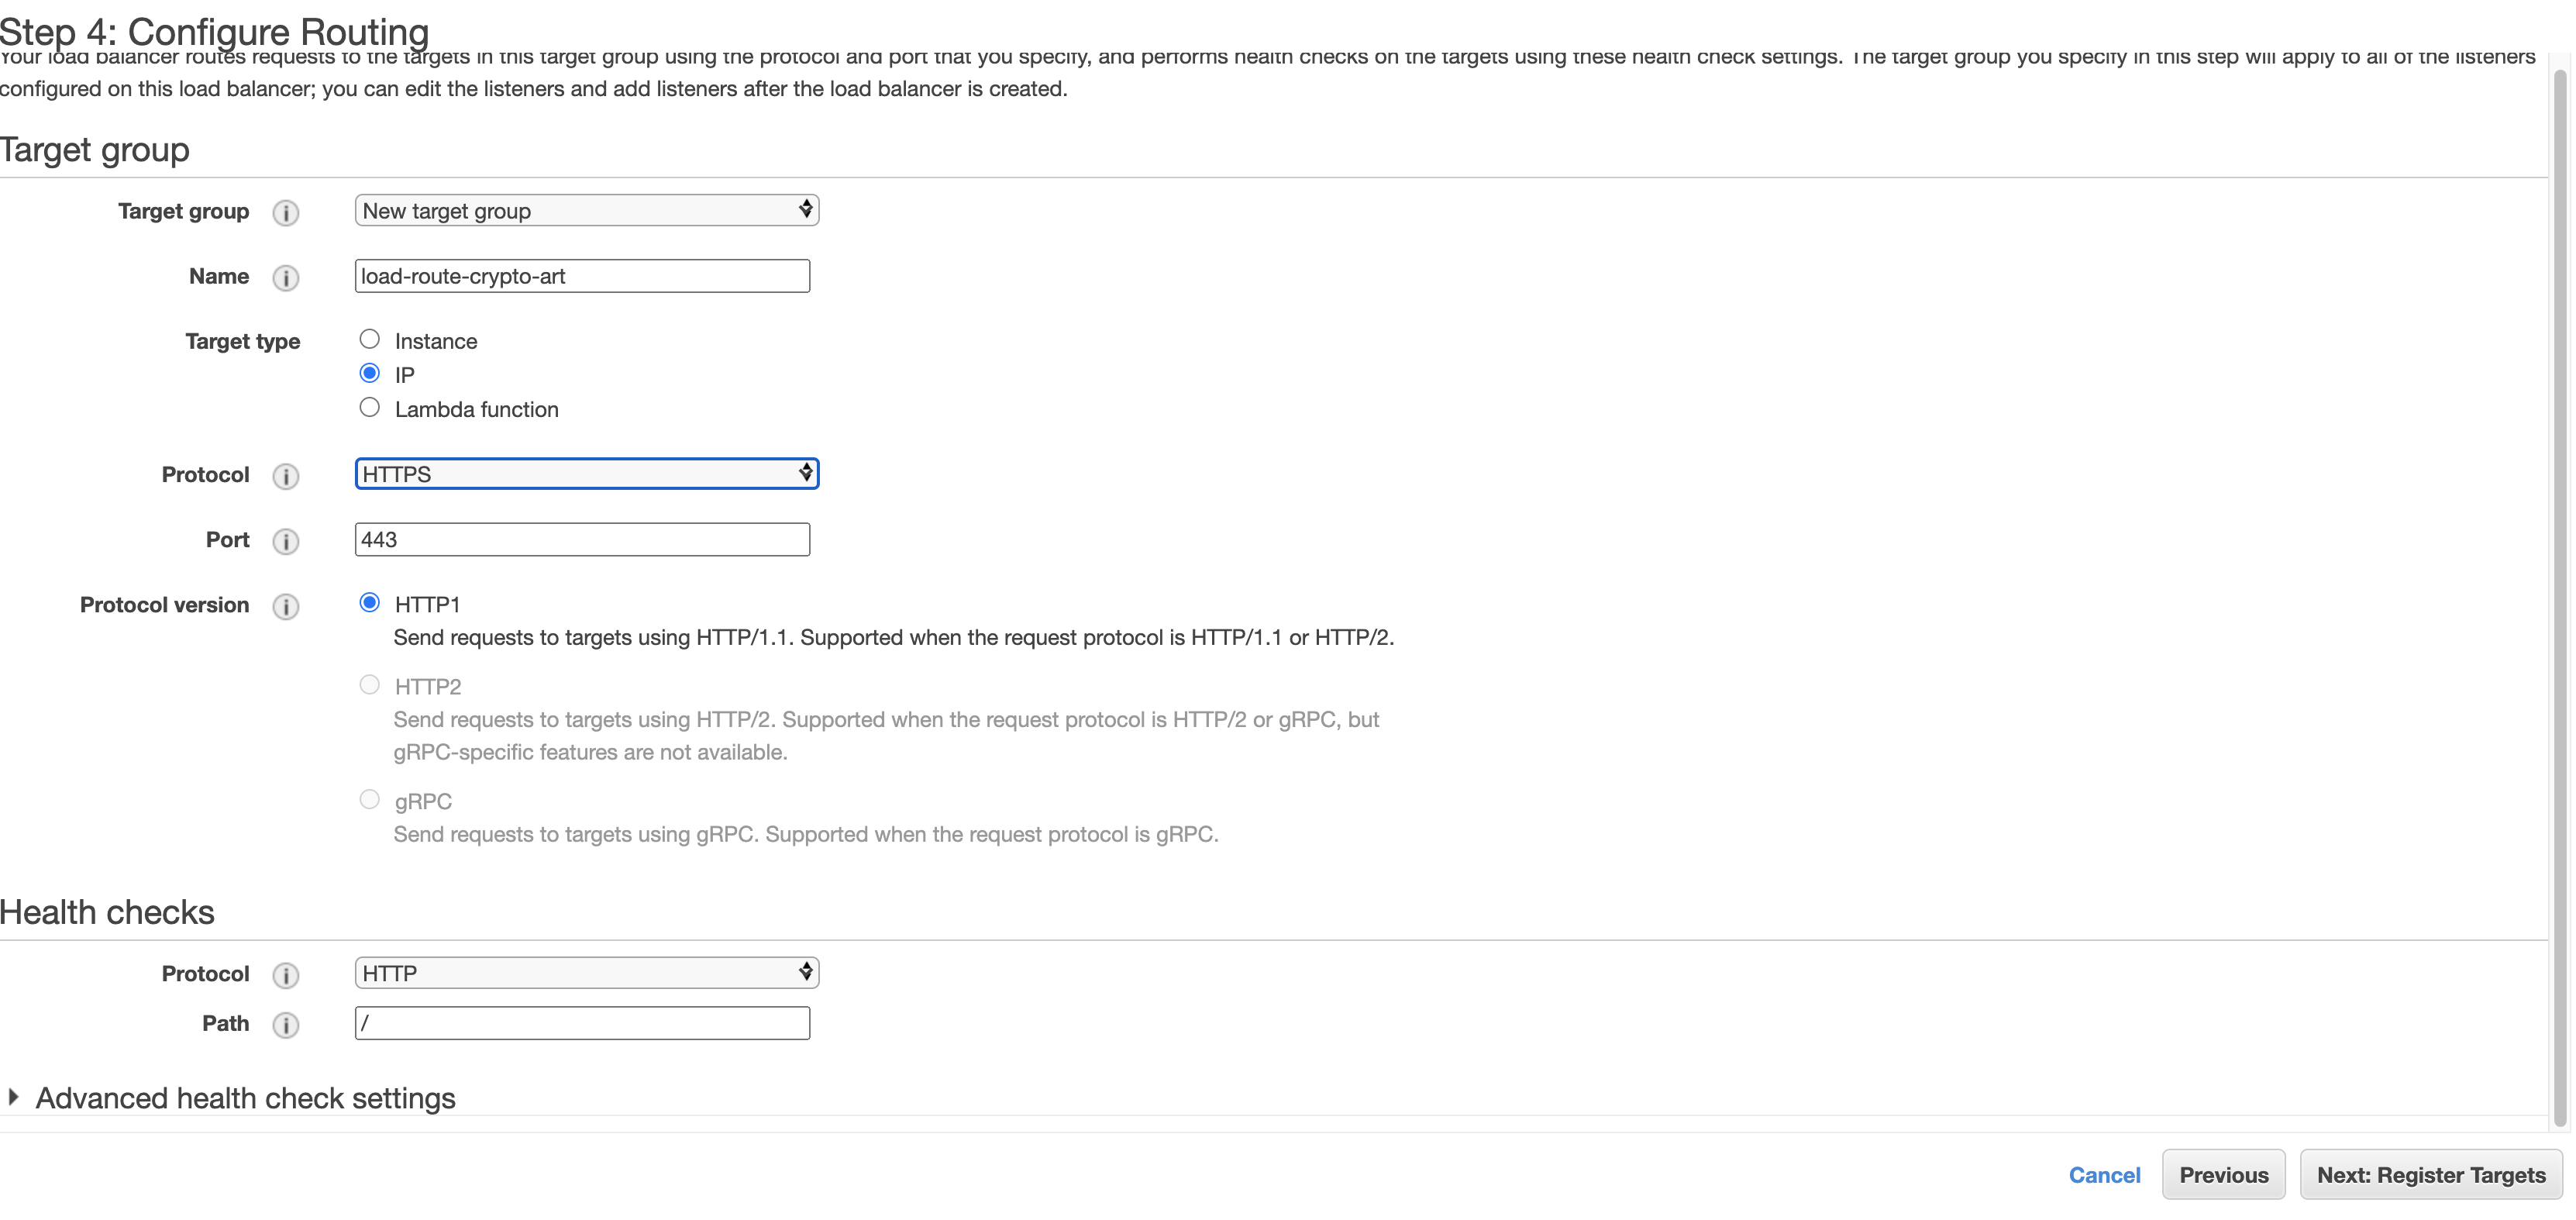 Step 4: Configure Routing
Your load balancer routes requests to the targets in this target group using the protocol and port that you specify, and performs health checks on the targets using these health check settings. The target group you specify in this step will apply to all of the listeners
configured on this load balancer; you can edit the listeners and add listeners after the load balancer is created.
Target group
Target group i New target group
Name i load-route-crypto-art
Target type Instance
IP
Lambda function
Protocol i HTTPS
Port i 443
Protocol version i HTTP1
Send requests to targets using HTTP/1.1. Supported when the request protocol is HTTP/1.1 or HTTP/2.
HTTP2
Send requests to targets using HTTP/2. Supported when the request protocol is HTTP/2 or gRPC, but
gRPC-specific features are not available.
gRPC
Send requests to targets using gRPC. Supported when the request protocol is gRPC.
Health checks
Protocol i HTTP
Path i /
Advanced health check settings
Cancel Previous Next: Register Targets